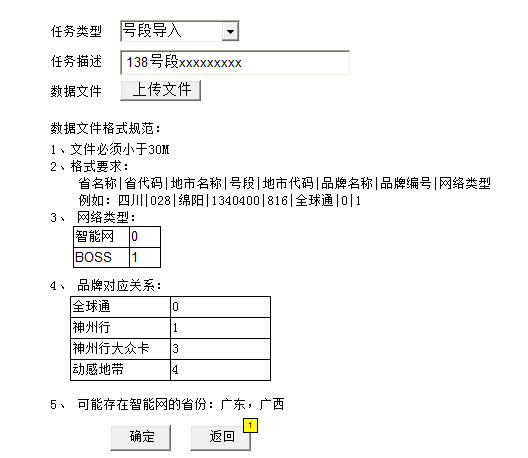 任务类型 号段导入
任务描述 138号段xxxxxxxxx
数据文件 上传文件
数据文件格式规范:
1、文件必须小于30M
2、格式要求:
省名称|省代码|地市名称|号段|地市代码|品牌名称|品牌编号|网络类型
例如: 四川|028|绵阳|1340400|816|全球通|0|1
3、 网络类型:
智能网 0
BOSS 1
4、 品牌对应关系:
全球通 0
神州行 1
神州行大众卡 3
动感地带 4
5、 可能存在智能网的省份: 广东, 广西
确定 返回 1